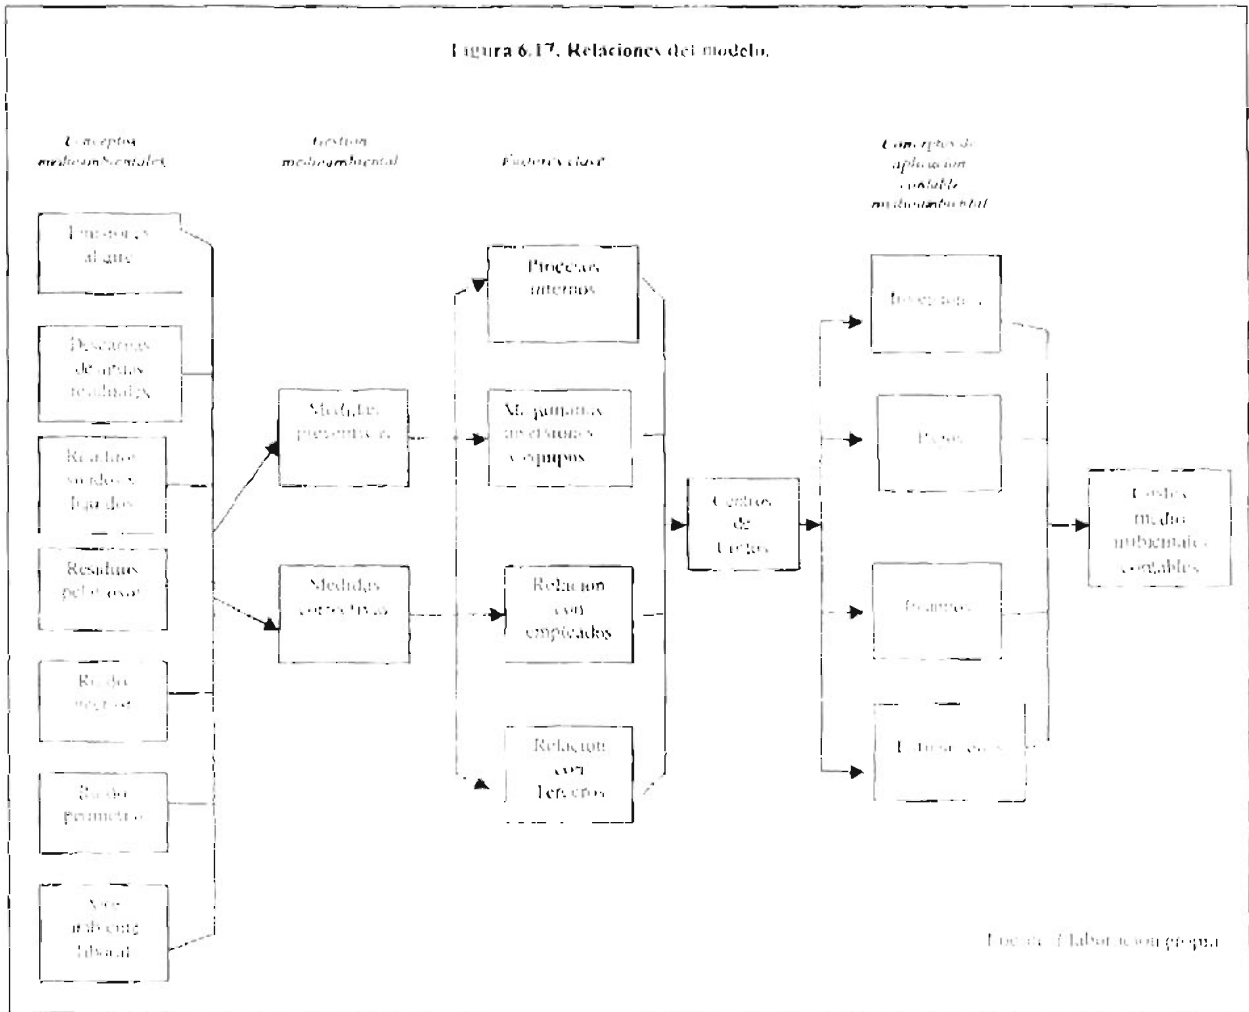 Figura 6.17. Relaciones del modelo.
Conceptos
medioambientales
Gestión
medioambiental
Factores clave
Conceptos de
aplicación
contable
medioambiental
Emisiones
al aire
Descargas
de aguas
residuales
Residuos
sólidos y
líquidos
Residuos
peligrosos
Ruido
Ruido
perimetral
ambiente
laboral
Medidas
preventivas
Medidas
correctivas
Procesos
internos
Maquinarias
inversiones
y equipos
Relación
con
empleados
Relación
con
Terceros
Centros
de
Costos
Costes
medio
ambientales
contables
Fuente: Elaboración propia